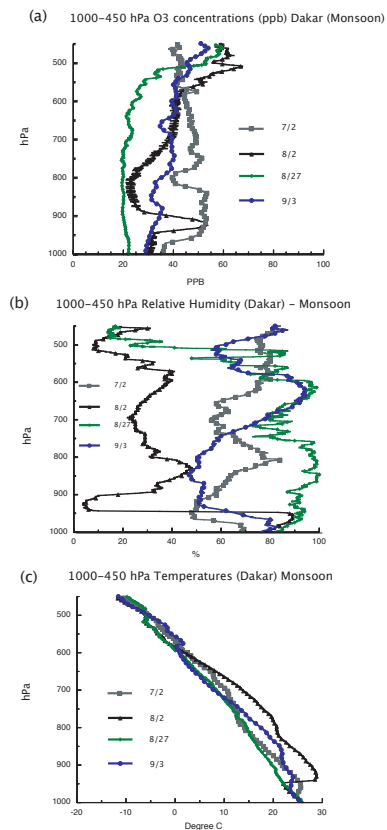 (a) 1000-450 hPa O3 concentrations (ppb) Dakar (Monsoon)
500
600
700
800
900
1000
hPa
7/2
8/2
8/27
9/3
0 20 40 60 80 100
PPB
(b) 1000-450 hPa Relative Humidity (Dakar) - Monsoon
500
600
700
800
900
1000
hPa
7/2
8/2
8/27
9/3
0 20 40 60 80 100
%
(c) 1000-450 hPa Temperatures (Dakar) Monsoon
500
600
700
800
900
1000
hPa
7/2
8/2
8/27
9/3
-20 -10 0 10 20 30
Degree C